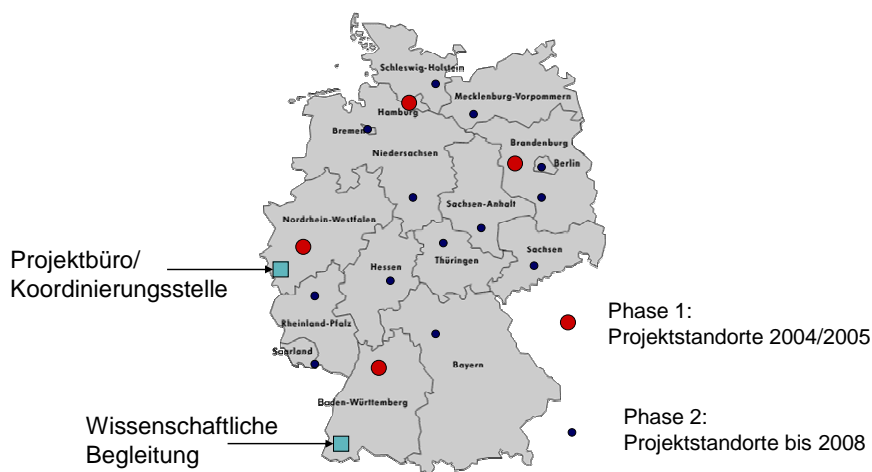 Schleswig-Holstein
Mecklenburg-Vorpommern
Hamburg
Bremen
Brandenburg
Niedersachsen
Berlin
Sachsen-Anhalt
Nordrhein-Westfalen
Projektbüro/
Koordinierungsstelle
Sachsen
Thüringen
Hessen
Phase 1:
Projektstandorte 2004/2005
Rheinland-Pfalz
Saarland
Bayern
Baden-Württemberg
Wissenschaftliche
Begleitung
Phase 2:
Projektstandorte bis 2008